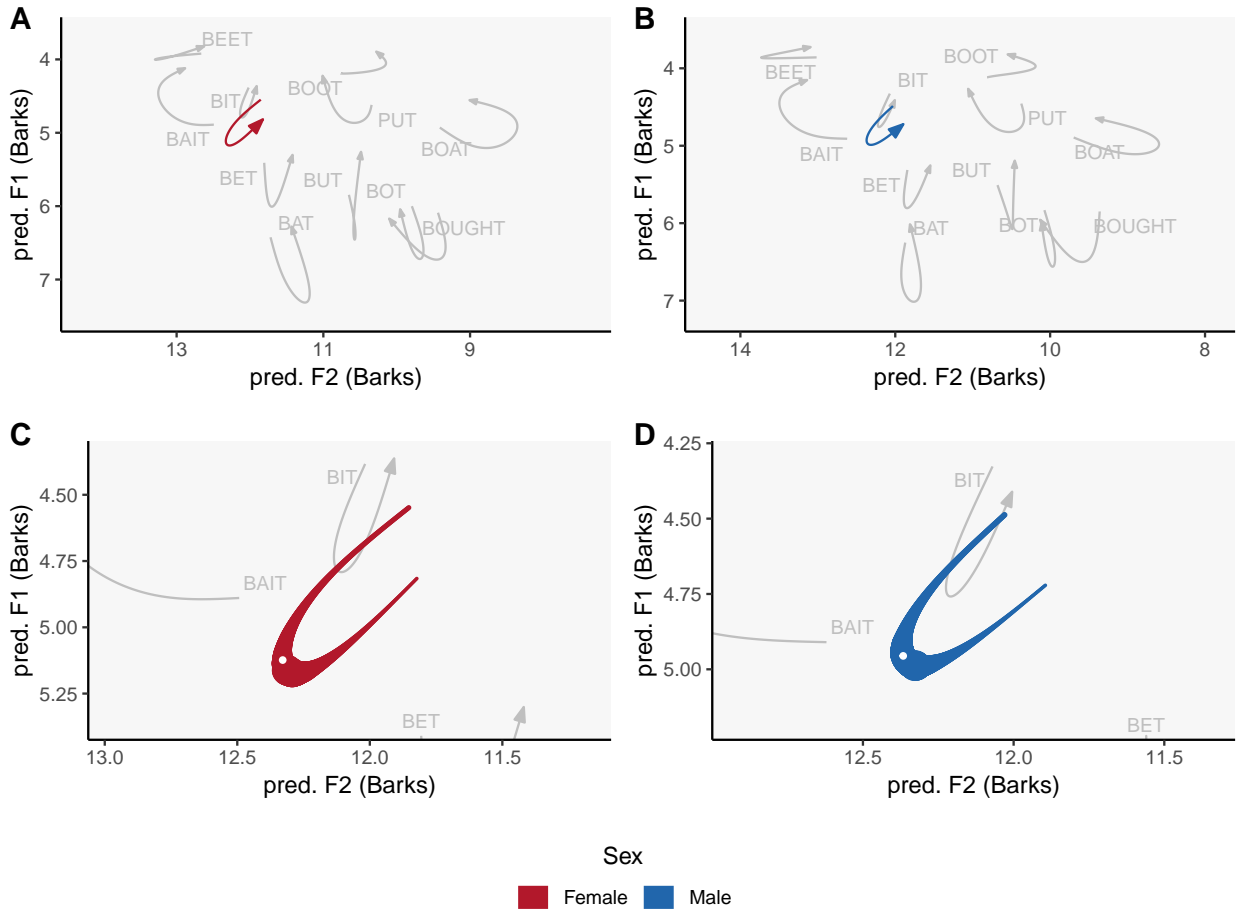 A
pred. F1 (Barks)
4
5
6
7
BEET
BIT
BAIT
BOOT
PUT
BOAT
BET
BUT
BOT
BAT
BOUGHT
13
11
9
pred. F2 (Barks)
B
pred. F1 (Barks)
4
5
6
7
BEET
BIT
BOOT
BAIT
PUT
BOAT
BET
BUT
BAT
BOT
BOUGHT
14
12
10
8
pred. F2 (Barks)
C
pred. F1 (Barks)
4.50
4.75
5.00
5.25
BIT
BAIT
BET
13.0
12.5
12.0
11.5
pred. F2 (Barks)
D
pred. F1 (Barks)
4.25
4.50
4.75
5.00
BIT
BAIT
BET
12.5
12.0
11.5
pred. F2 (Barks)
Sex
Female
Male